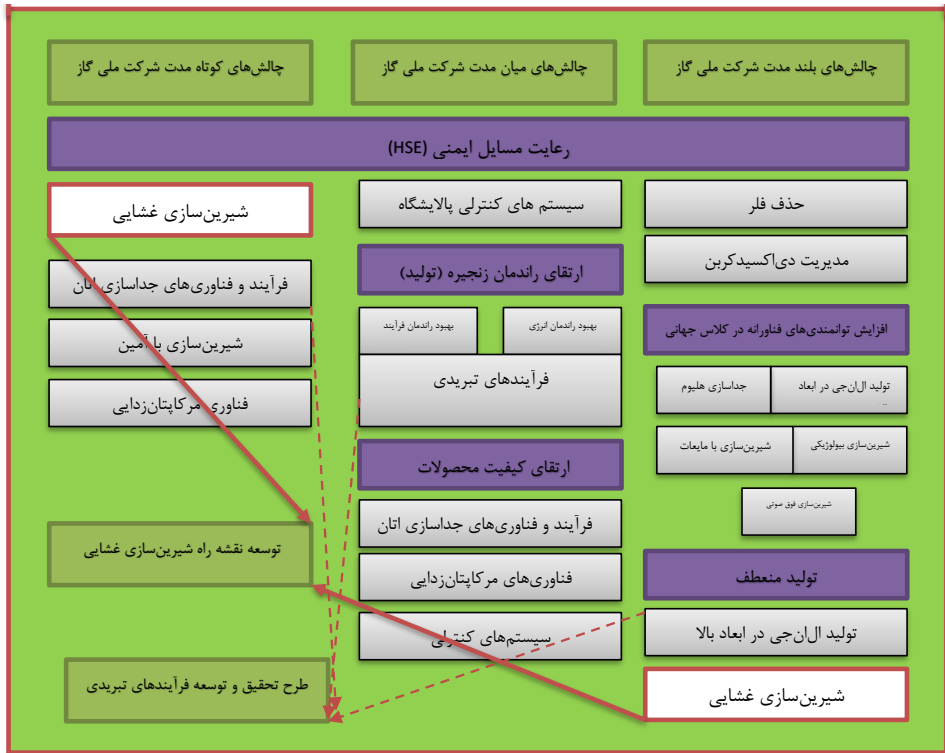 چالش‌های بلند مدت شرکت ملی گاز
چالش‌های میان مدت شرکت ملی گاز
چالش‌های کوتاه مدت شرکت ملی گاز
رعایت مسایل ایمنی (HSE)
حذف فلر
مدیریت دی‌اکسیدکربن
افزایش توانمندی‌های فناورانه در کلاس جهانی
تولید ال‌ان‌جی در ابعاد
جداسازی هلیوم
شیرین‌سازی بیولوژیکی
شیرین‌سازی با مایعات
شیرین‌سازی فوق صوتی
تولید منعطف
تولید ال‌ان‌جی در ابعاد بالا
شیرین‌سازی غشایی
سیستم های کنترلی پالایشگاه
ارتقای راندمان زنجیره (تولید)
بهبود راندمان انرژی
بهبود راندمان فرآیند
فرآیندهای تبریدی
ارتقای کیفیت محصولات
فرآیند و فناوری‌های جداسازی اتان
فناوری‌های مرکاپتان‌زدایی
سیستم‌های کنترلی
شیرین‌سازی غشایی
فرآیند و فناوری‌های جداسازی اتان
شیرین‌سازی با آمین
فناوری مرکاپتان‌زدایی
توسعه نقشه راه شیرین‌سازی غشایی
طرح تحقیق و توسعه فرآیندهای تبریدی